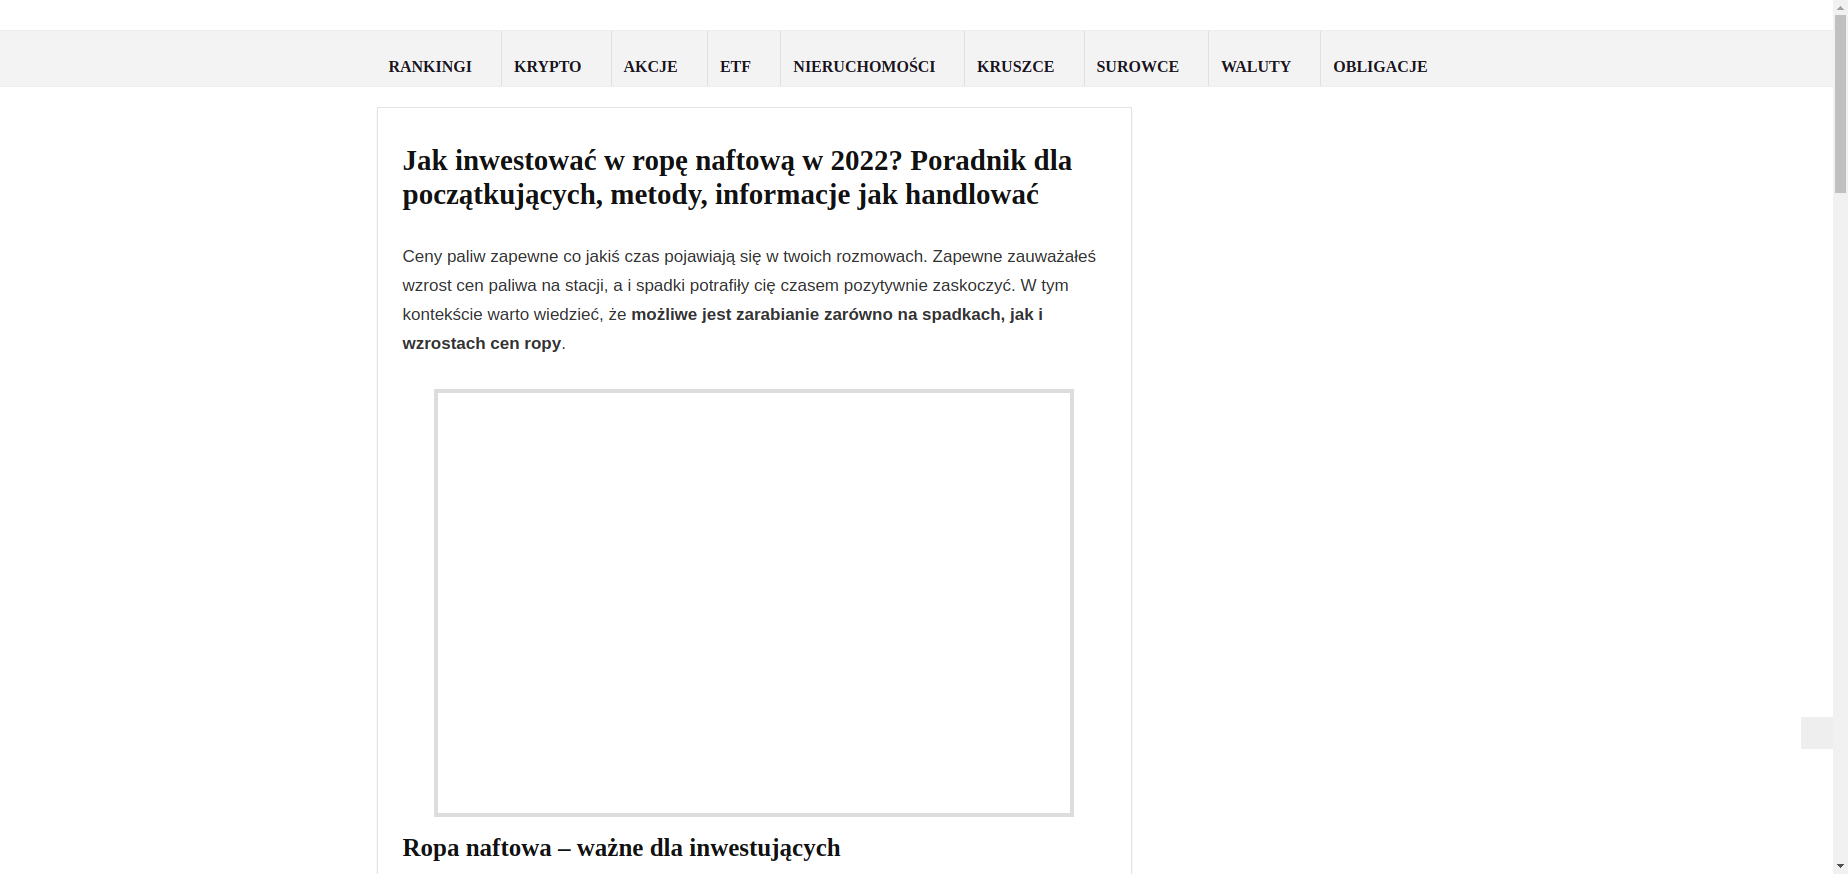 RANKINGI KRYPTO AKCJE ETF NIERUCHOMOŚCI KRUSZCE SUROWCE WALUTY OBLIGACJE
Jak inwestować w ropę naftową w 2022? Poradnik dla
początkujących, metody, informacje jak handlować
Ceny paliw zapewne co jakiś czas pojawiają się w twoich rozmowach. Zapewne zauważałeś
wzrost cen paliwa na stacji, a i spadki potrafiły cię czasem pozytywnie zaskoczyć. W tym
kontekście warto wiedzieć, że możliwe jest zarabianie zarówno na spadkach, jak i
wzrostach cen ropy.
Ropa naftowa – ważne dla inwestujących